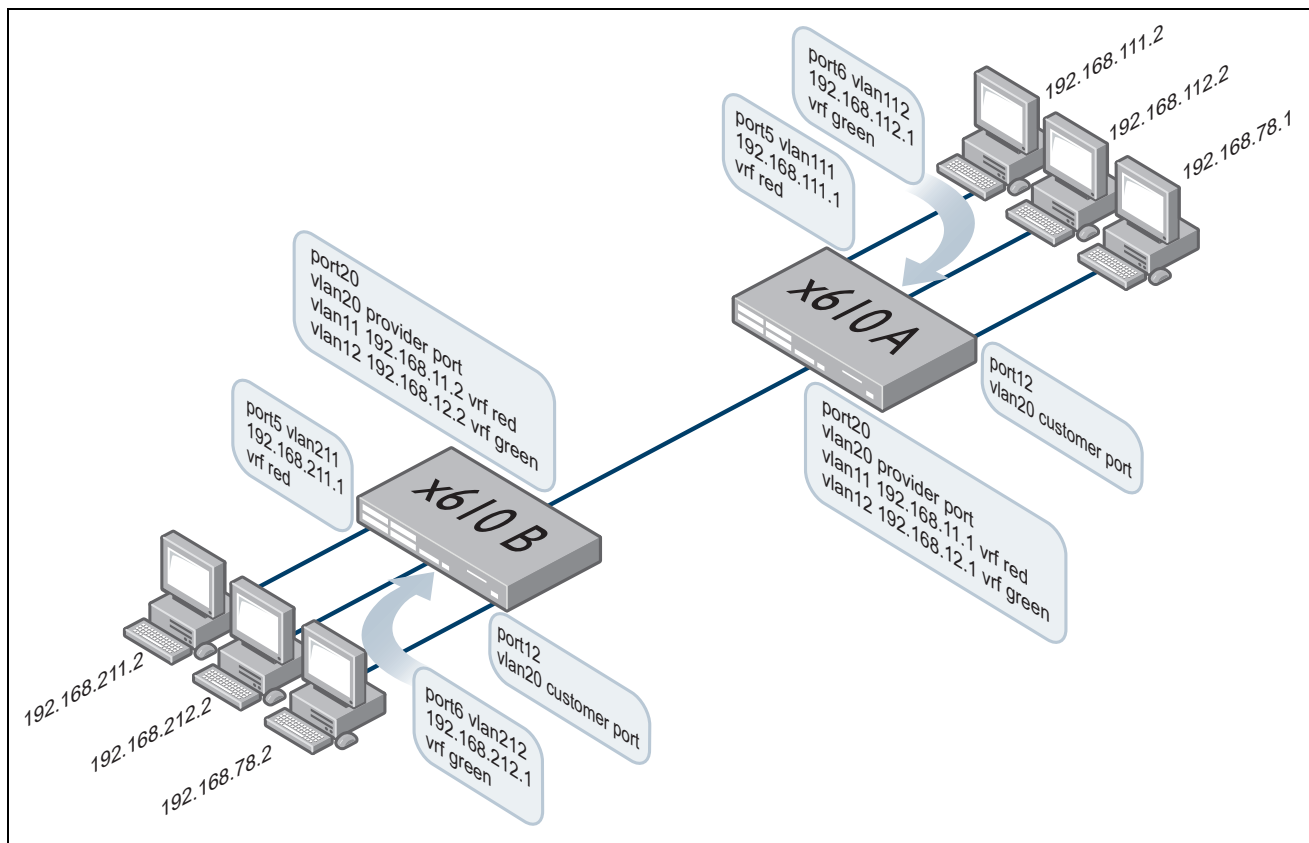 192.168.111.2
192.168.112.2
192.168.78.1
port6 vlan112
192.168.112.1
vrf green
port5 vlan111
192.168.111.1
vrf red
x610A
port12
vlan20 customer port
port20
vlan20 provider port
vlan11 192.168.11.1 vrf red
vlan12 192.168.12.1 vrf green
port20
vlan20 provider port
vlan11 192.168.11.2 vrf red
vlan12 192.168.12.2 vrf green
port5 vlan211
192.168.211.1
vrf red
x610B
port12
vlan20 customer port
port6 vlan212
192.168.212.1
vrf green
192.168.211.2
192.168.212.2
192.168.78.2